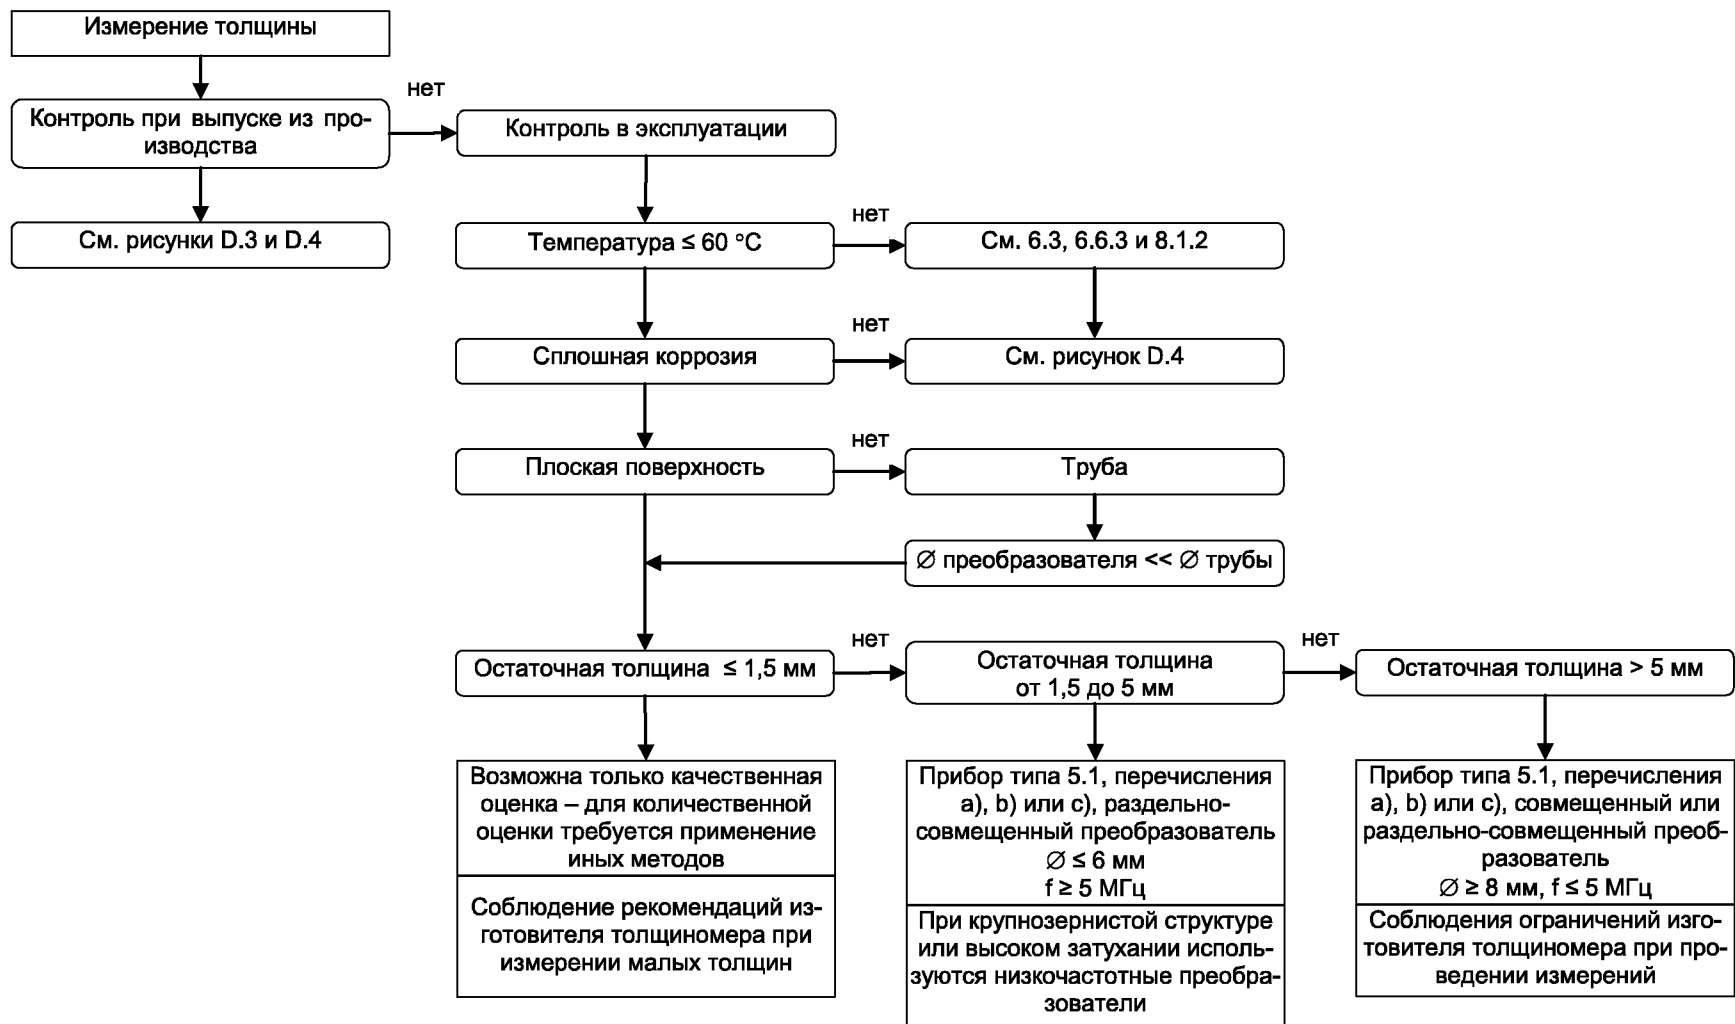 Измерение толщины
нет
Контроль при выпуске из про-
изводства
Контроль в эксплуатации
См. рисунки D.3 и D.4
нет
Температура ≤ 60 °C
См. 6.3, 6.6.3 и 8.1.2
нет
Сплошная коррозия
См. рисунок D.4
нет
Плоская поверхность
Труба
∅ преобразователя << ∅ трубы
нет
нет
Остаточная толщина ≤ 1,5 мм
Остаточная толщина
от 1,5 до 5 мм
Остаточная толщина > 5 мм
Возможна только качественная
оценка – для количественной
оценки требуется применение
иных методов
Соблюдение рекомендаций из-
готовителя толщиномера при
измерении малых толщин
Прибор типа 5.1, перечисления
a), b) или c), раздельно-
совмещенный преобразователь
∅ ≤ 6 мм
f ≥ 5 МГц
При крупнозернистой структуре
или высоком затухании исполь-
зуются низкочастотные преобра-
зователи
Прибор типа 5.1, перечисления
a), b) или c), совмещенный или
раздельно-совмещенный преоб-
разователь
∅ ≥ 8 мм, f ≤ 5 МГц
Соблюдения ограничений изго-
товителя толщиномера при про-
ведении измерений